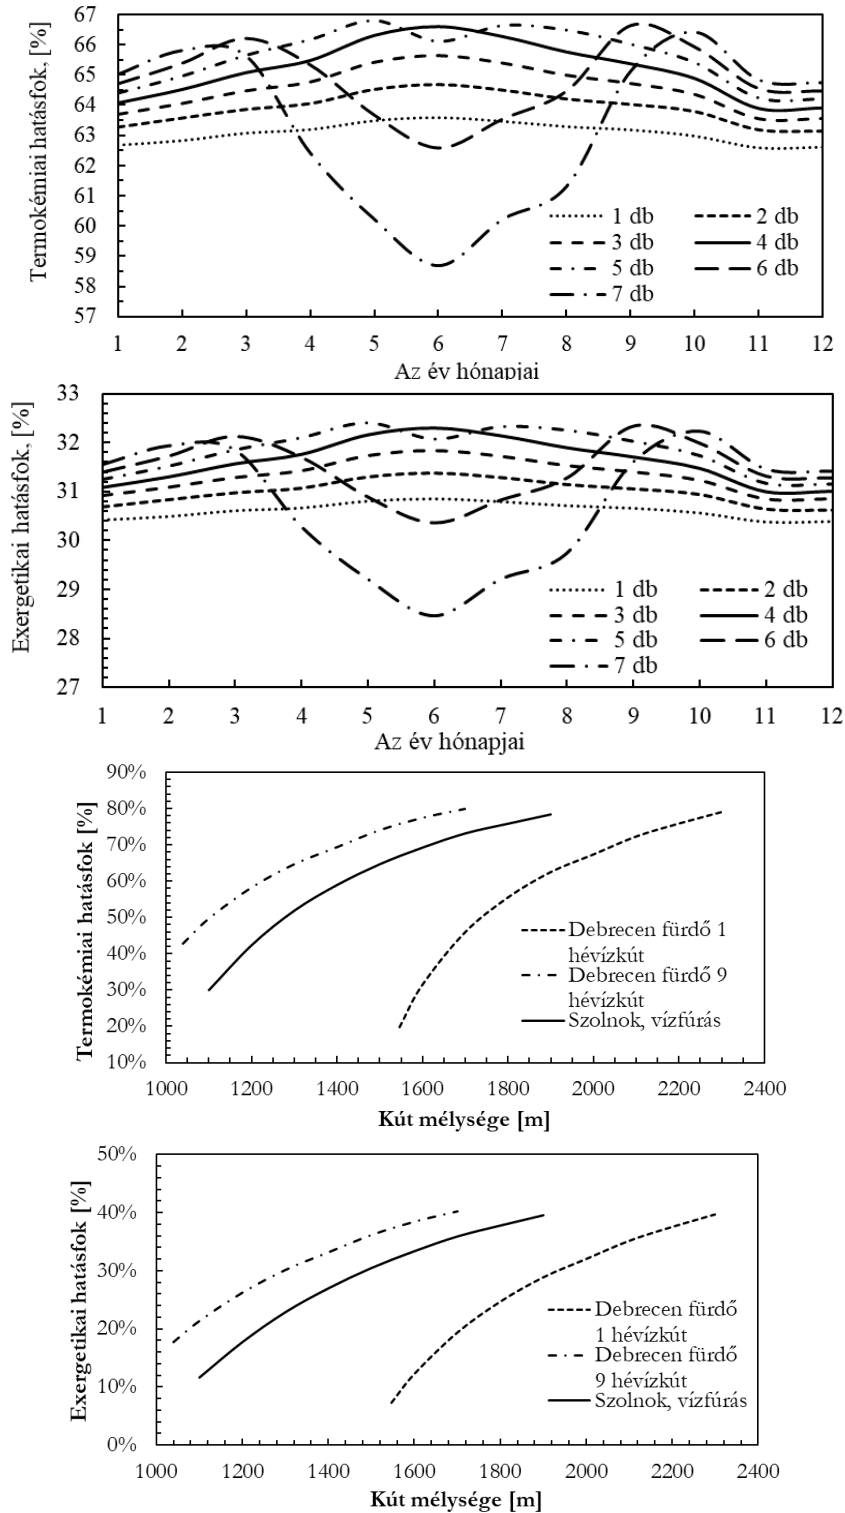 Termokémiai hatásfok, [%]
67
66
65
64
63
62
61
60
59
58
57
1 db
2 db
3 db
4 db
5 db
6 db
7 db
1 2 3 4 5 6 7 8 9 10 11 12
Az év hónapjai
Exergetikai hatásfok, [%]
33
32
31
30
29
28
27
1 db
2 db
3 db
4 db
5 db
6 db
7 db
1 2 3 4 5 6 7 8 9 10 11 12
Az év hónapjai
Termokémiai hatásfok [%]
90%
80%
70%
60%
50%
40%
30%
20%
10%
Debrecen fürdő 1
hévízkút
Debrecen fürdő 9
hévízkút
Szolnok, vízfúrás
1000 1200 1400 1600 1800 2000 2200 2400
Kút mélysége [m]
Exergetikai hatásfok [%]
50%
40%
30%
20%
10%
0%
Debrecen fürdő
1 hévízkút
Debrecen fürdő
9 hévízkút
Szolnok, vízfúrás
1000 1200 1400 1600 1800 2000 2200 2400
Kút mélysége [m]